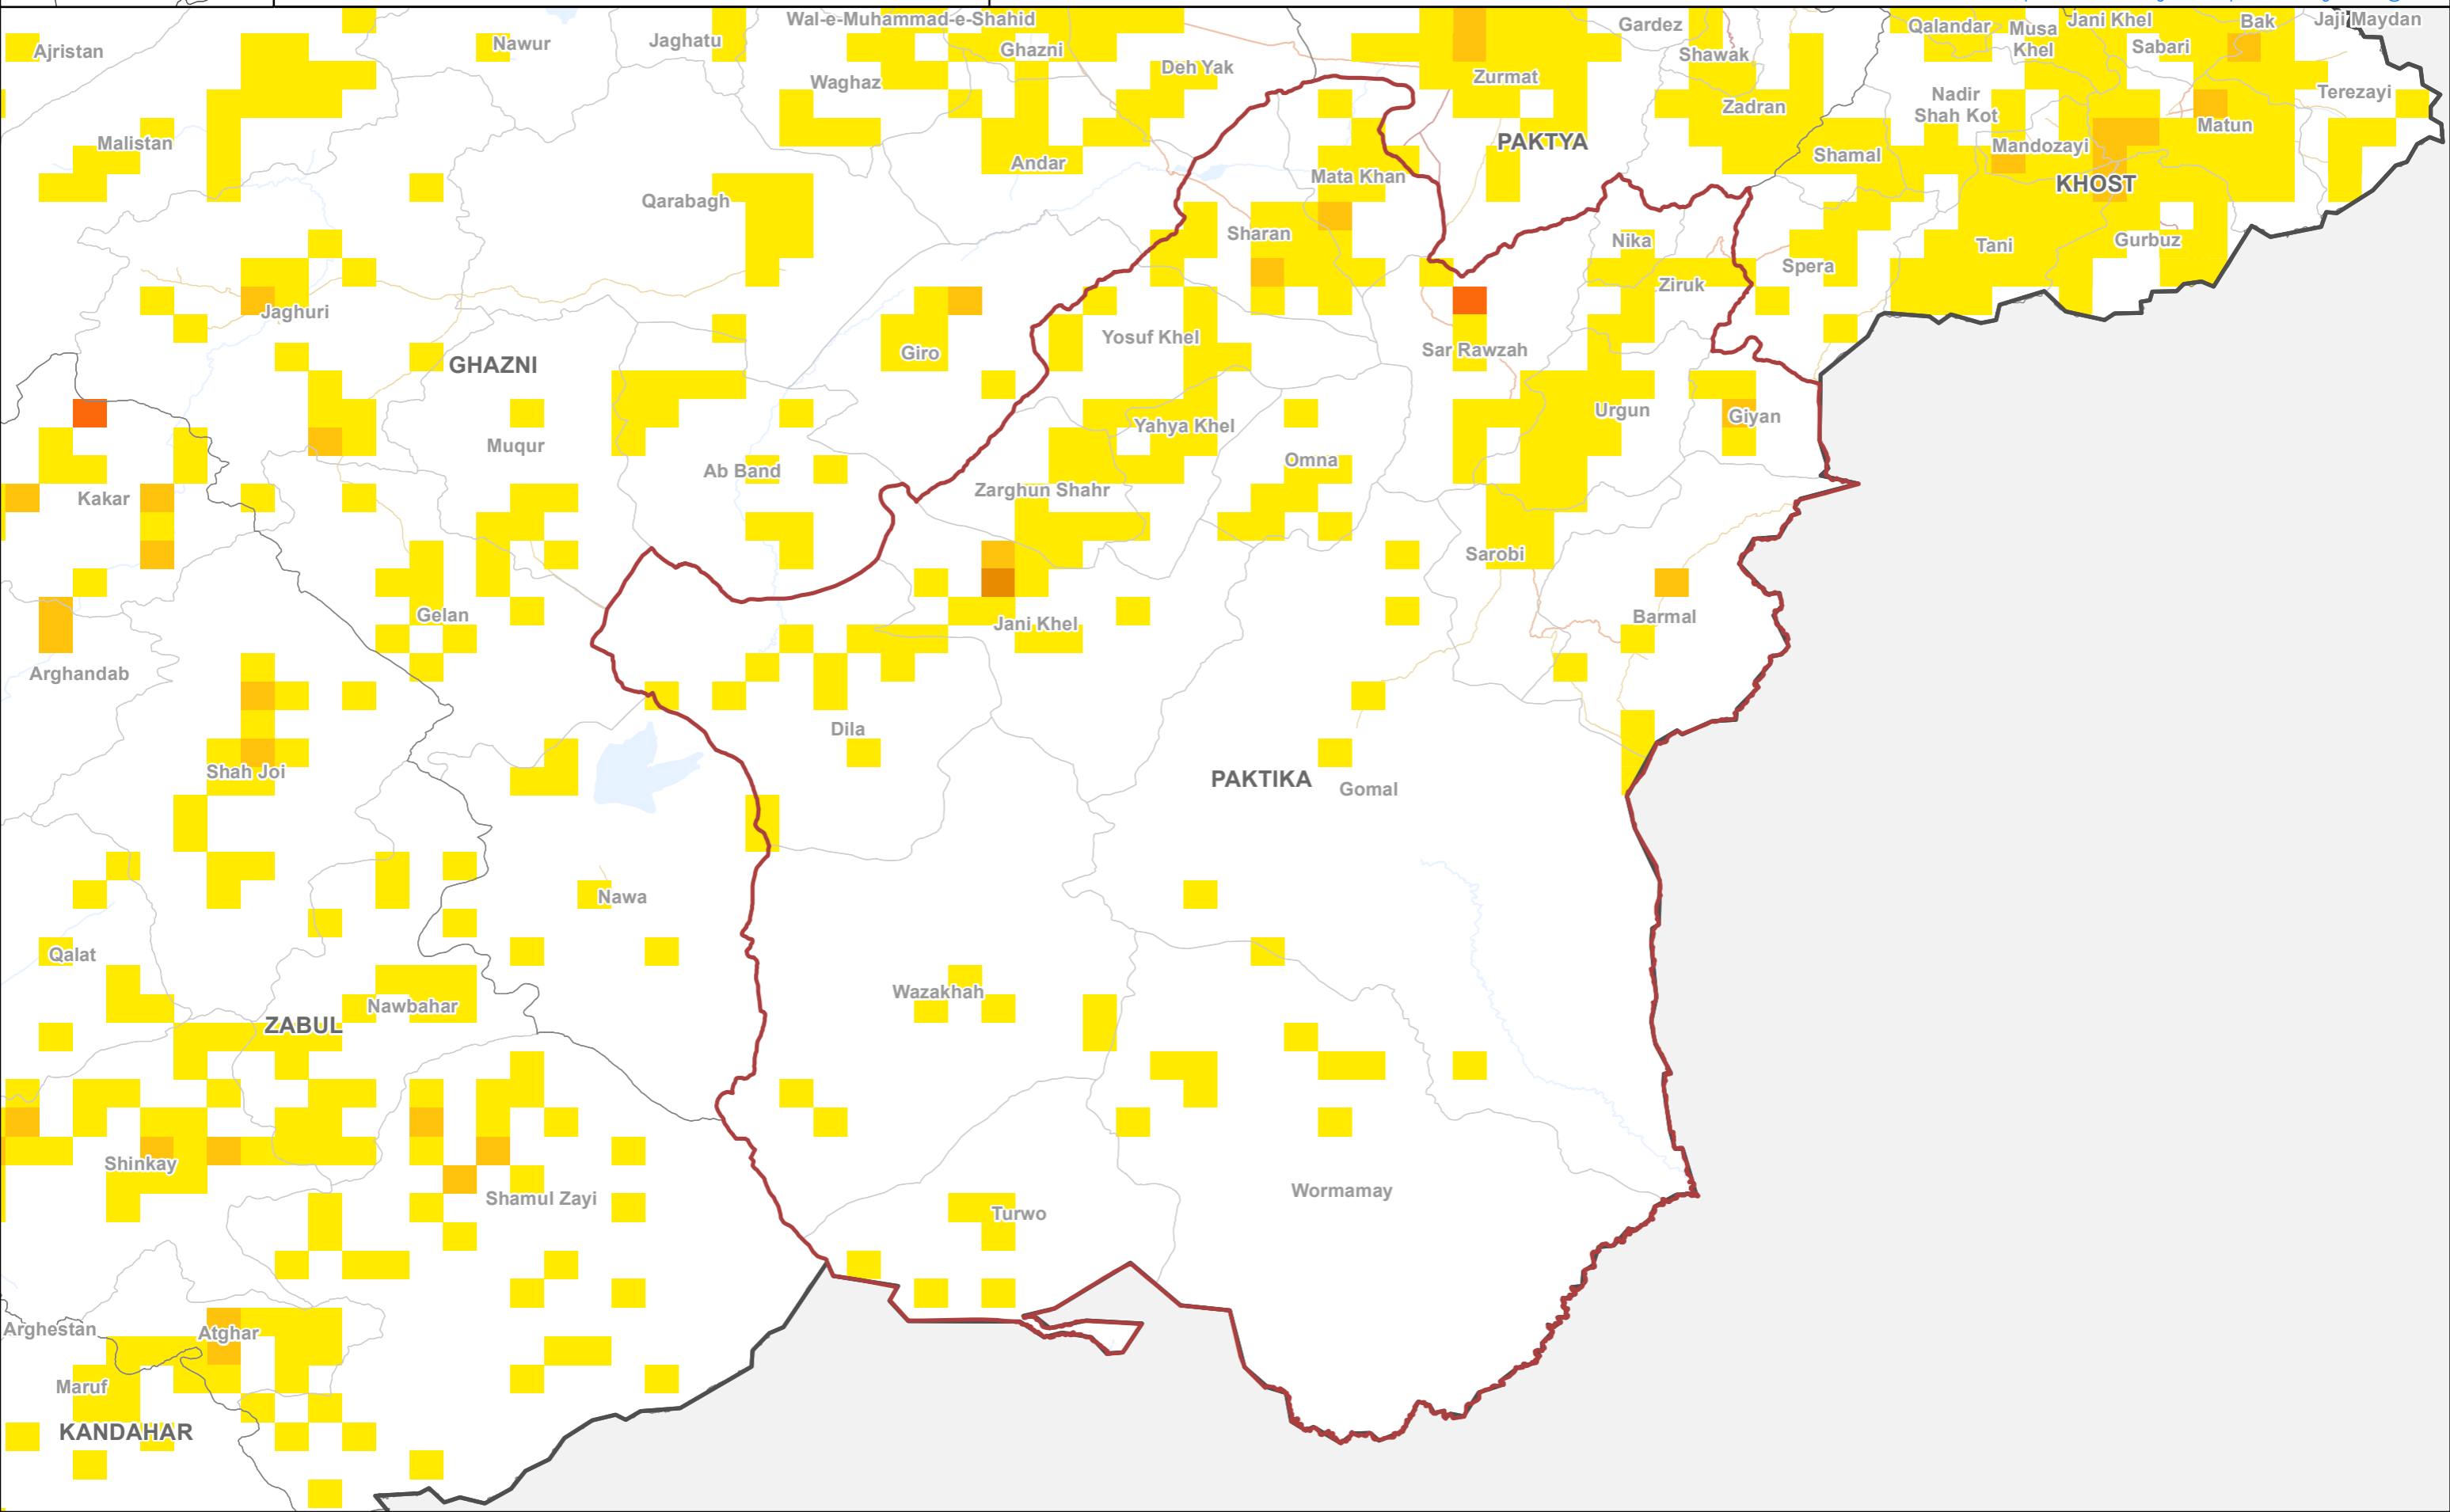 Wal-e-Muhammad-e-Shahid
Gardez
Qalandar
Musa
Khel
Jani Khel
Bak
Jaji Maydan
Ajristan
Nawur
Jaghatu
Ghazni
Shawak
Sabari
Waghaz
Deh Yak
Zurmat
Zadran
Nadir
Shah Kot
Terezayi
Malistan
Andar
PAKTYA
Shamal
Mandozayi
Matun
Qarabagh
Mata Khan
KHOST
Sharan
Nika
Tani
Gurbuz
Spera
Ziruk
Jaghuri
Giro
Yosuf Khel
Sar Rawzah
GHAZNI
Muqur
Ab Band
Yahya Khel
Urgun
Giyan
Omna
Kakar
Zarghun Shahr
Sarobi
Gelan
Jani Khel
Barmal
Arghandab
Dila
Shah Joi
PAKTIKA
Gomal
Nawa
Qalat
Wazakhah
Nawbahar
ZABUL
Shinkay
Shamul Zayi
Turwo
Wormamay
Arghestan
Atghar
Maruf
KANDAHAR